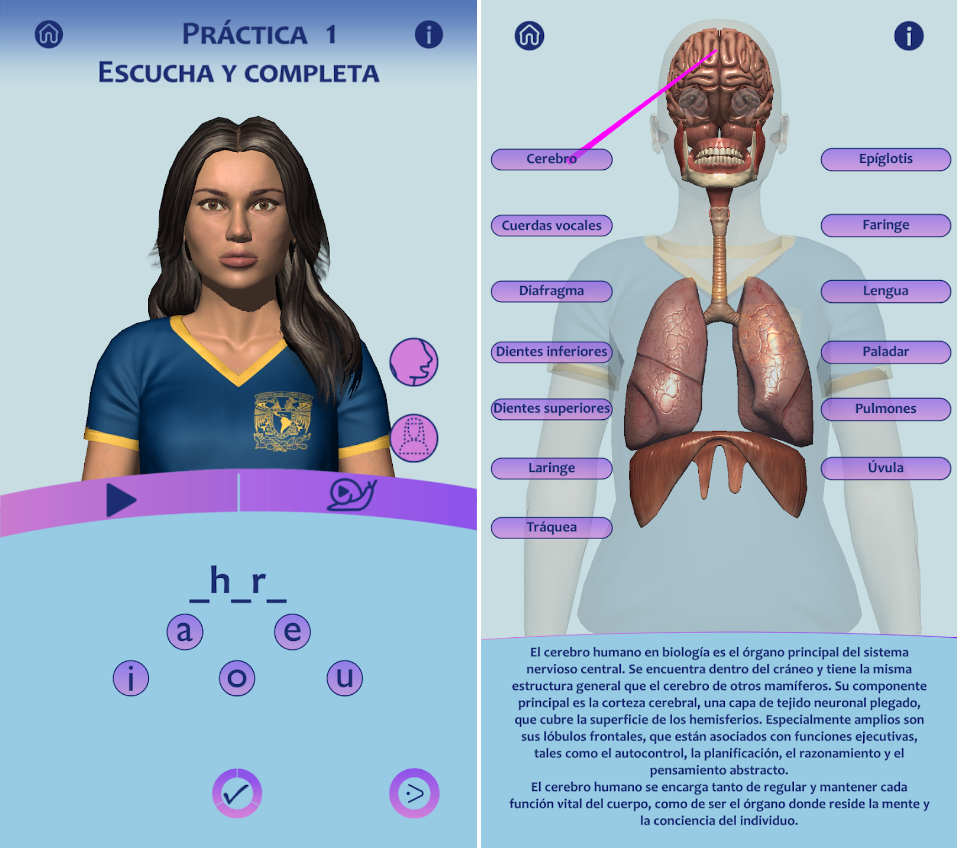 PRÁCTICA 1
ESCUCHA Y COMPLETA
_h_r_
a
e
i
o
u
Cerebro
Cuerdas vocales
Diafragma
Dientes inferiores
Dientes superiores
Laringe
Tráquea
Epíglotis
Faringe
Lengua
Paladar
Pulmones
Úvula
El cerebro humano en biología es el órgano principal del sistema
nervioso central. Se encuentra dentro del cráneo y tiene la misma
estructura general que el cerebro de otros mamíferos. Su componente
principal es la corteza cerebral, una capa de tejido neuronal plegado,
que cubre la superficie de los hemisferios. Especialmente amplios son
sus lóbulos frontales, que están asociados con funciones ejecutivas,
tales como el autocontrol, la planificación, el razonamiento y el
pensamiento abstracto.
El cerebro humano se encarga tanto de regular y mantener cada
función vital del cuerpo, como de ser el órgano donde reside la mente y
la conciencia del individuo.